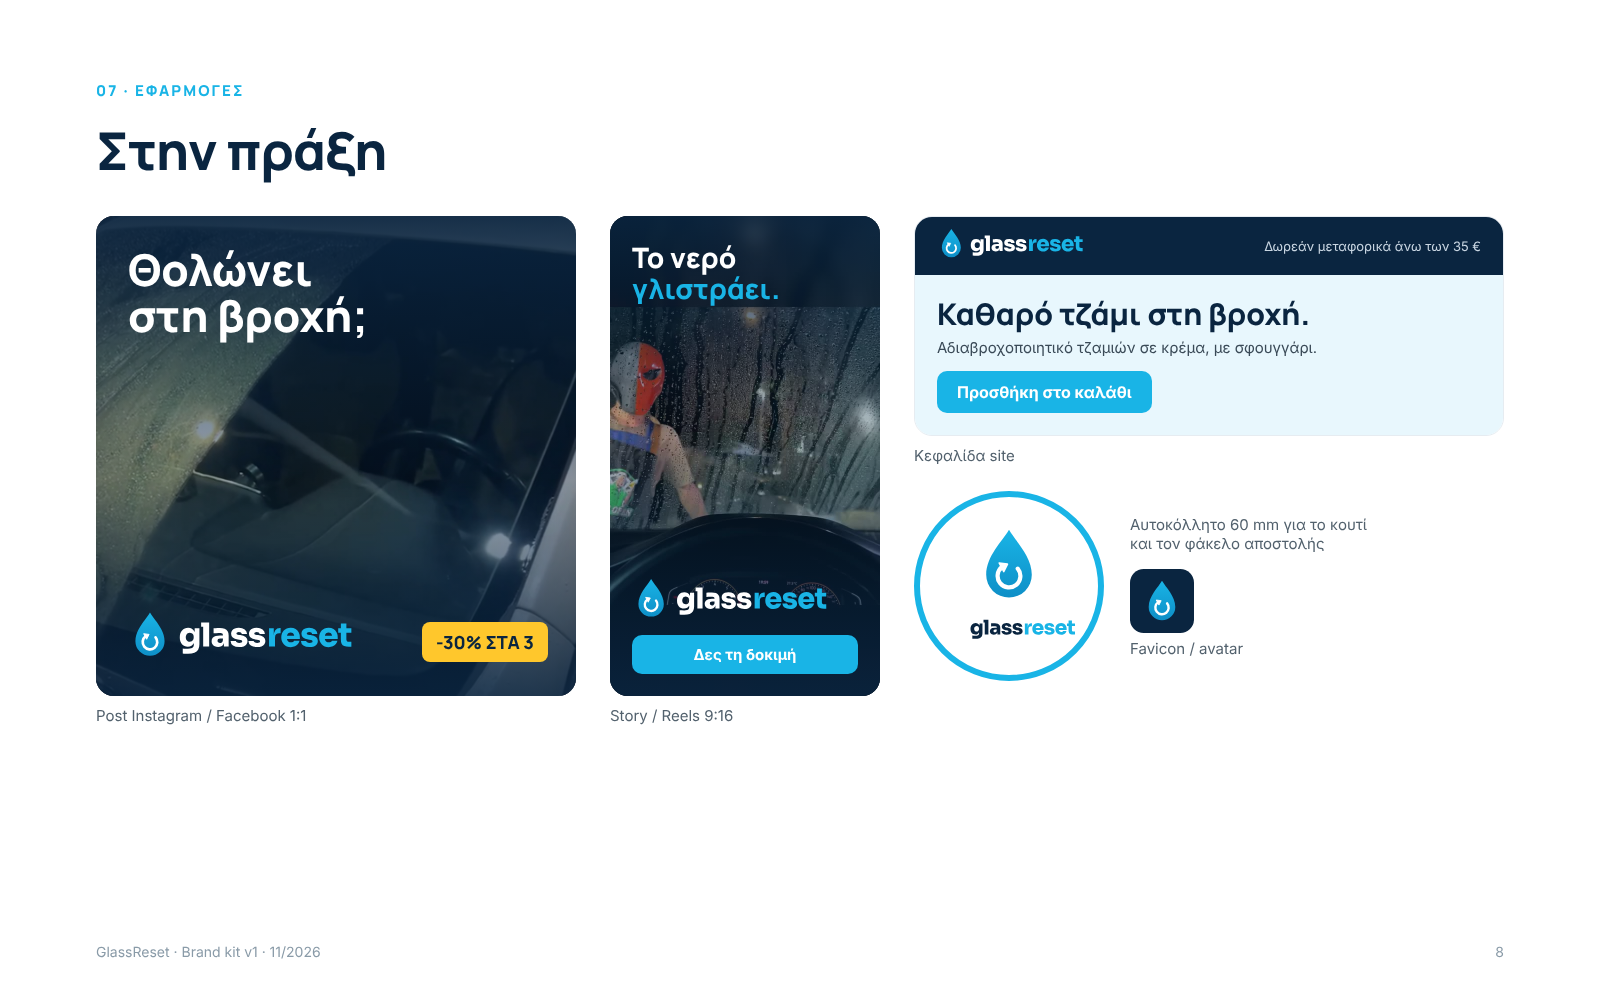 07 · ΕΦΑΡΜΟΓΕΣ
Στην πράξη
Θολώνει
στη βροχή;
glassreset
-30% ΣΤΑ 3
Post Instagram / Facebook 1:1
Το νερό
γλιστράει.
glassreset
Δες τη δοκιμή
Story / Reels 9:16
glassreset
Δωρεάν μεταφορικά άνω των 35 €
Καθαρό τζάμι στη βροχή.
Αδιαβροχοποιητικό τζαμιών σε κρέμα, με σφουγγάρι.
Προσθήκη στο καλάθι
Κεφαλίδα site
glassreset
Αυτοκόλλητο 60 mm για το κουτί
και τον φάκελο αποστολής
Favicon / avatar
GlassReset · Brand kit v1 · 11/2026
8